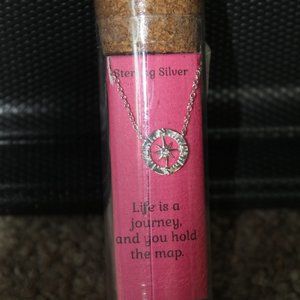 Sterling Silver
Life is a
journey,
and you hold
the map.